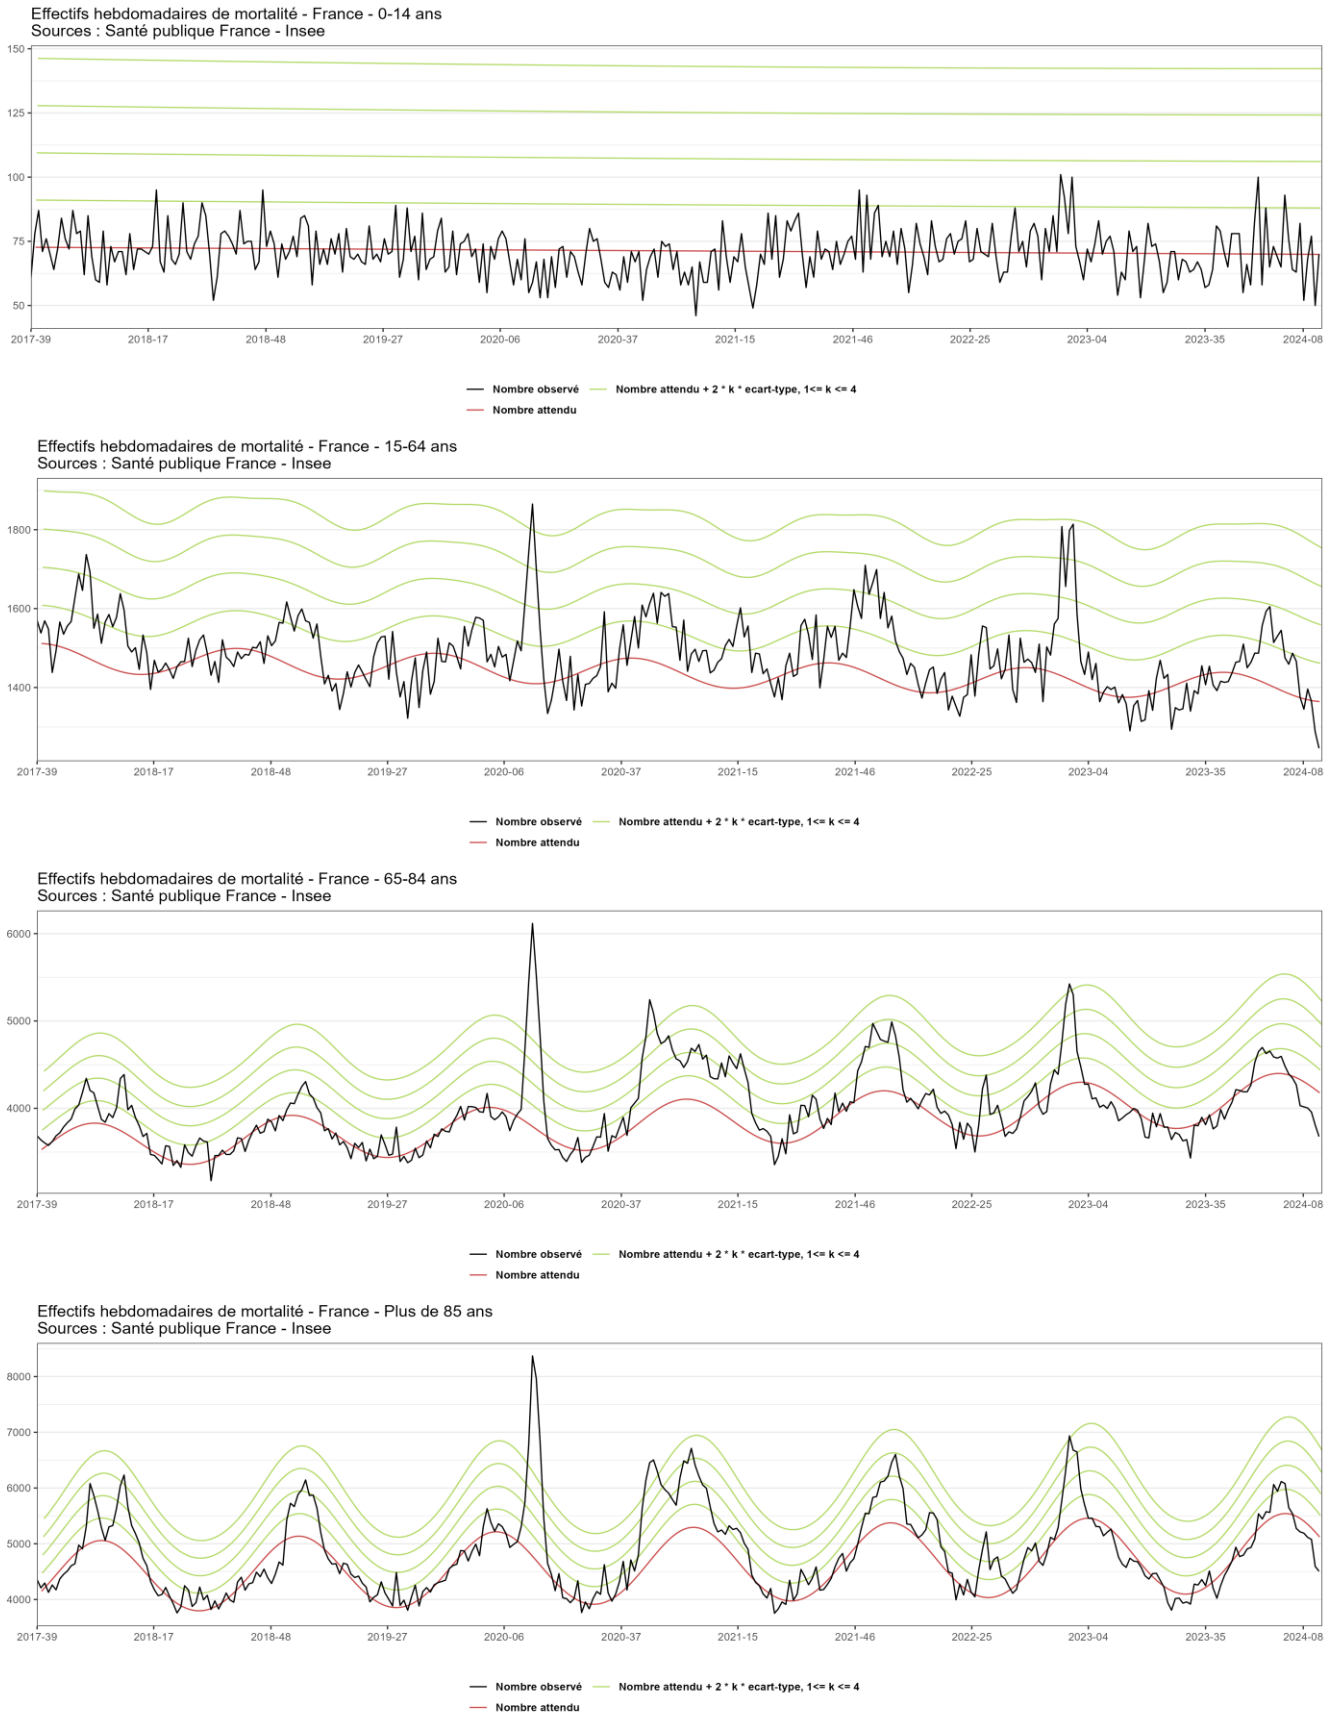 Effectifs hebdomadaires de mortalité - France - 0-14 ans
Sources : Santé publique France - Insee
150
125
100
75
50
2017-39 2018-17 2018-48 2019-27 2020-06 2020-37 2021-15 2021-46 2022-25 2023-04 2023-35 2024-08
Nombre observé Nombre attendu + 2 * k * ecart-type, 1<= k <= 4
Nombre attendu
Effectifs hebdomadaires de mortalité - France - 15-64 ans
Sources : Santé publique France - Insee
1800
1600
1400
2017-39 2018-17 2018-48 2019-27 2020-06 2020-37 2021-15 2021-46 2022-25 2023-04 2023-35 2024-08
Nombre observé Nombre attendu + 2 * k * ecart-type, 1<= k <= 4
Nombre attendu
Effectifs hebdomadaires de mortalité - France - 65-84 ans
Sources : Santé publique France - Insee
6000
5000
4000
2017-39 2018-17 2018-48 2019-27 2020-06 2020-37 2021-15 2021-46 2022-25 2023-04 2023-35 2024-08
Nombre observé Nombre attendu + 2 * k * ecart-type, 1<= k <= 4
Nombre attendu
Effectifs hebdomadaires de mortalité - France - Plus de 85 ans
Sources : Santé publique France - Insee
8000
7000
6000
5000
4000
2017-39 2018-17 2018-48 2019-27 2020-06 2020-37 2021-15 2021-46 2022-25 2023-04 2023-35 2024-08
Nombre observé Nombre attendu + 2 * k * ecart-type, 1<= k <= 4
Nombre attendu